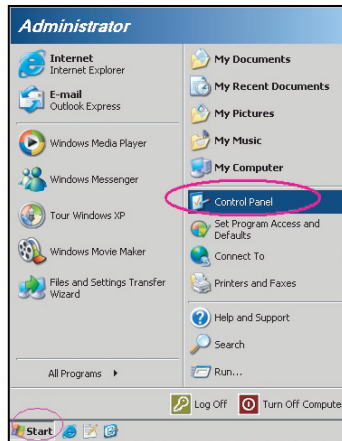 Administrator
Internet
Internet Explorer
E-mail
Outlook Express
Windows Media Player
Windows Messenger
Tour Windows XP
Windows Movie Maker
Files and Settings Transfer
Wizard
All Programs
My Documents
My Recent Documents
My Pictures
My Music
My Computer
Control Panel
Set Program Access and
Defaults
Connect To
Printers and Faxes
Help and Support
Search
Run...
Log Off
Turn Off Compute
Start